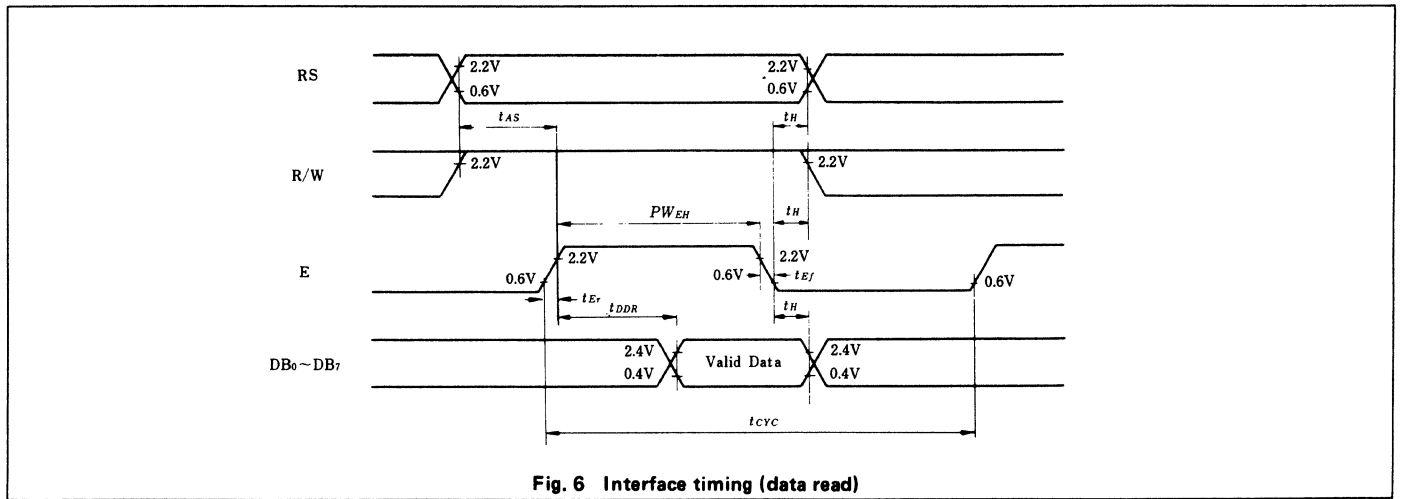 RS
2.2V
0.6V
2.2V
0.6V
tAS
tH
R/W
2.2V
2.2V
PWEH
tH
E
0.6V
2.2V
0.6V
2.2V
tEf
0.6V
tEr
tDDR
tH
DB0~DB7
2.4V
0.4V
Valid Data
2.4V
0.4V
tCYC
Fig. 6 Interface timing (data read)